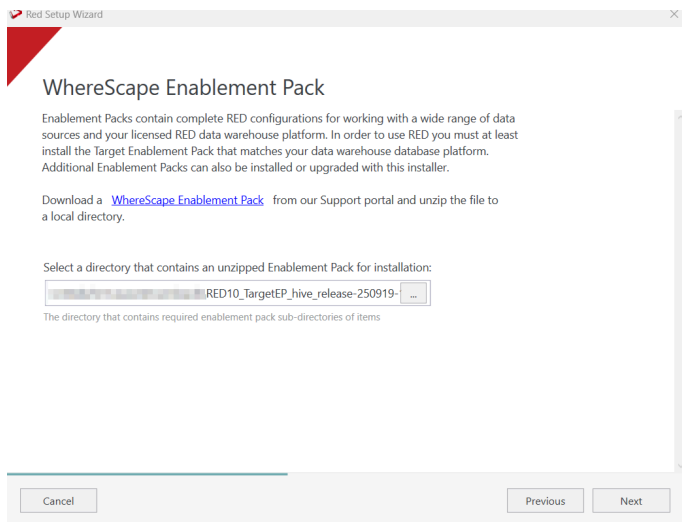 Red Setup Wizard
WhereScape Enablement Pack
Enablement Packs contain complete RED configurations for working with a wide range of data
sources and your licensed RED data warehouse platform. In order to use RED you must at least
install the Target Enablement Pack that matches your data warehouse database platform.
Additional Enablement Packs can also be installed or upgraded with this installer.
Download a WhereScape Enablement Pack from our Support portal and unzip the file to
a local directory.
Select a directory that contains an unzipped Enablement Pack for installation:
RED10_TargetEP_hive_release-250919- ...
The directory that contains required enablement pack sub-directories of items
Cancel Previous Next